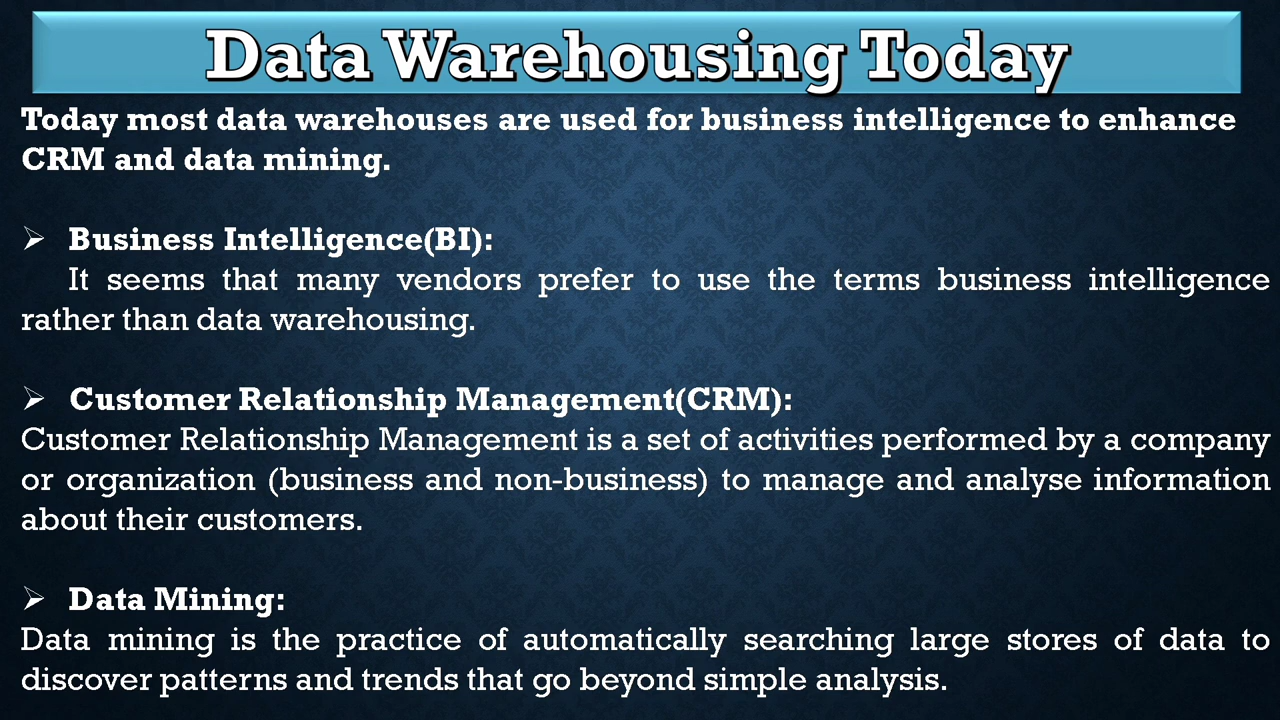 Data Warehousing Today
Today most data warehouses are used for business intelligence to enhance
CRM and data mining.
➢ Business Intelligence(BI):
It seems that many vendors prefer to use the terms business intelligence
rather than data warehousing.
➢ Customer Relationship Management(CRM):
Customer Relationship Management is a set of activities performed by a company
or organization (business and non-business) to manage and analyse information
about their customers.
➢ Data Mining:
Data mining is the practice of automatically searching large stores of data to
discover patterns and trends that go beyond simple analysis.